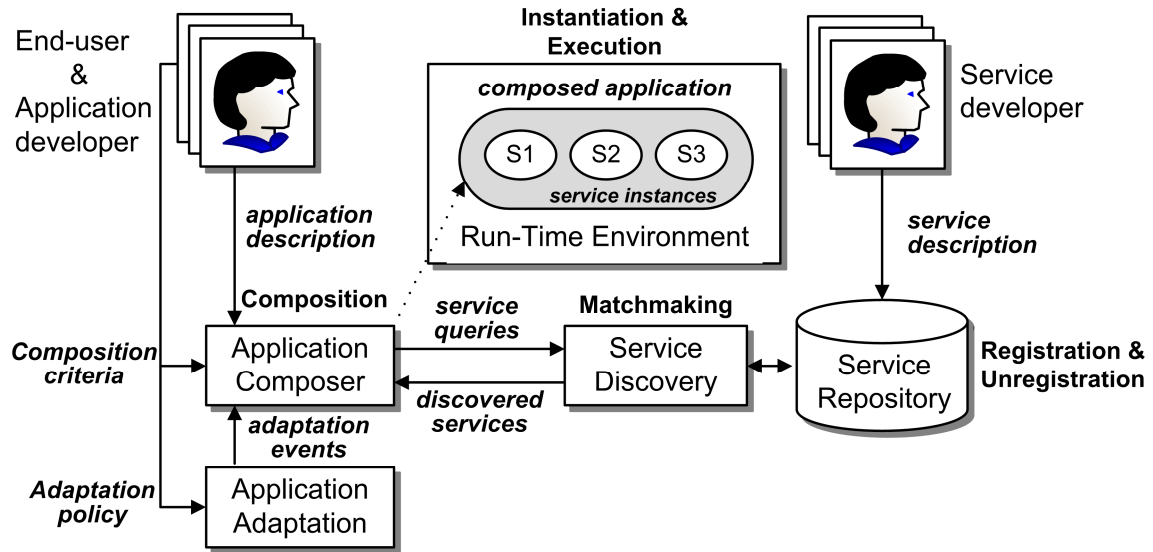 End-user
&
Application
developer
Instantiation &
Execution
composed application
S1 S2 S3
service instances
Run-Time Environment
Service
developer
application
description
service
description
Composition
service
queries
Matchmaking
Composition
criteria
Application
Composer
Service
Discovery
Service
Repository
Registration &
Unregistration
discovered
services
adaptation
events
Adaptation
policy
Application
Adaptation